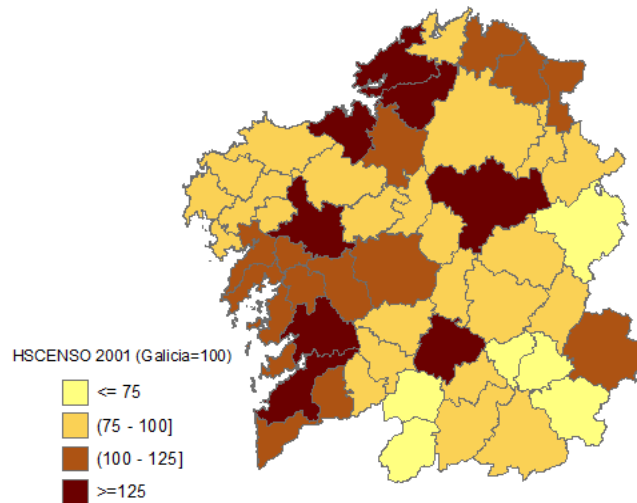 HSCENSO 2001 (Galicia=100)
<= 75
(75 - 100]
(100 - 125]
>=125